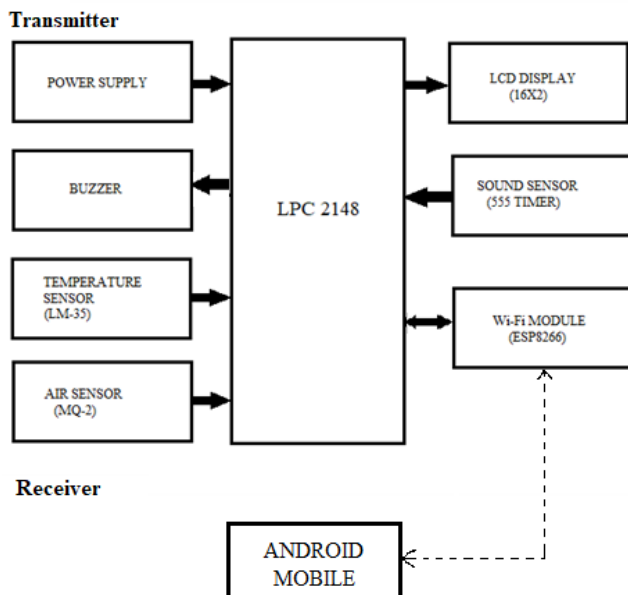 Transmitter
POWER SUPPLY
BUZZER
TEMPERATURE
SENSOR
(LM-35)
AIR SENSOR
(MQ-2)
LPC 2148
LCD DISPLAY
(16X2)
SOUND SENSOR
(555 TIMER)
Wi-Fi MODULE
(ESP8266)
Receiver
ANDROID
MOBILE